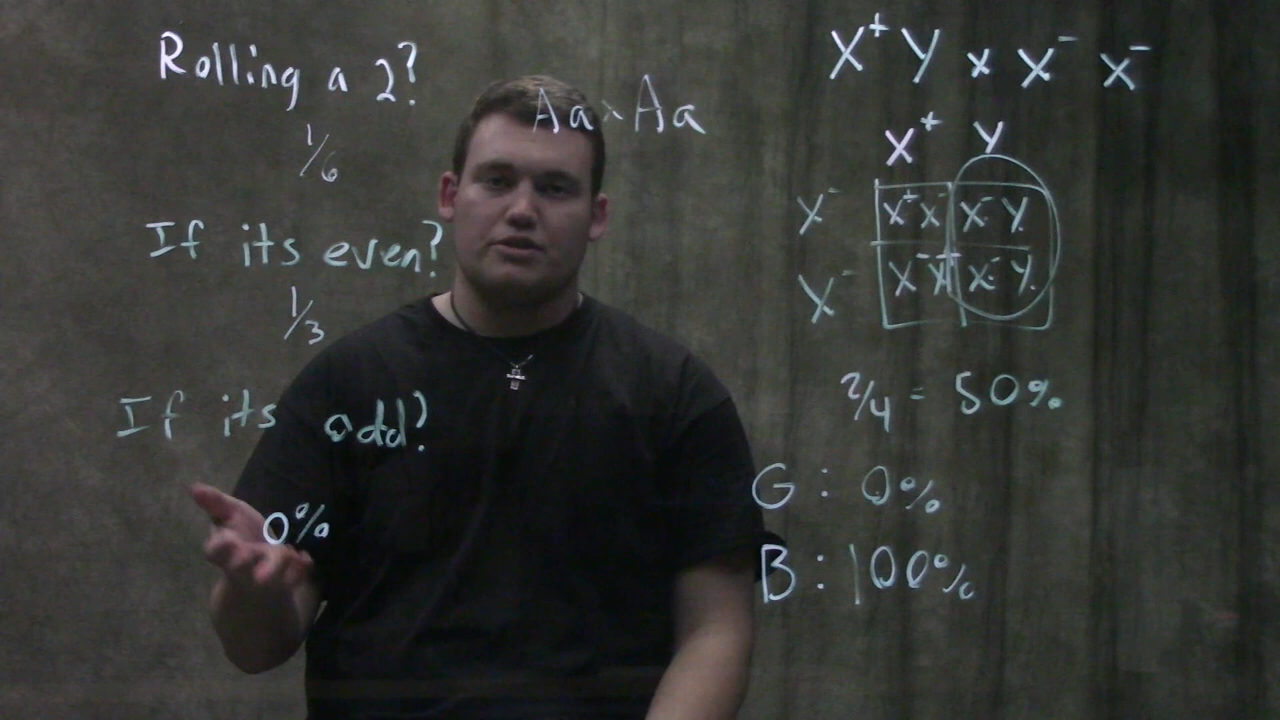 Rolling a 2?
1/6
If its even?
1/3
If its odd?
0%
Aa x Aa
X⁺ Y x X⁻ X⁻
X⁺ Y
X⁻ X⁺X⁻ X⁻Y
X⁻ X⁺X⁻ X⁻Y
2/4 = 50%
G: 0%
B: 100%